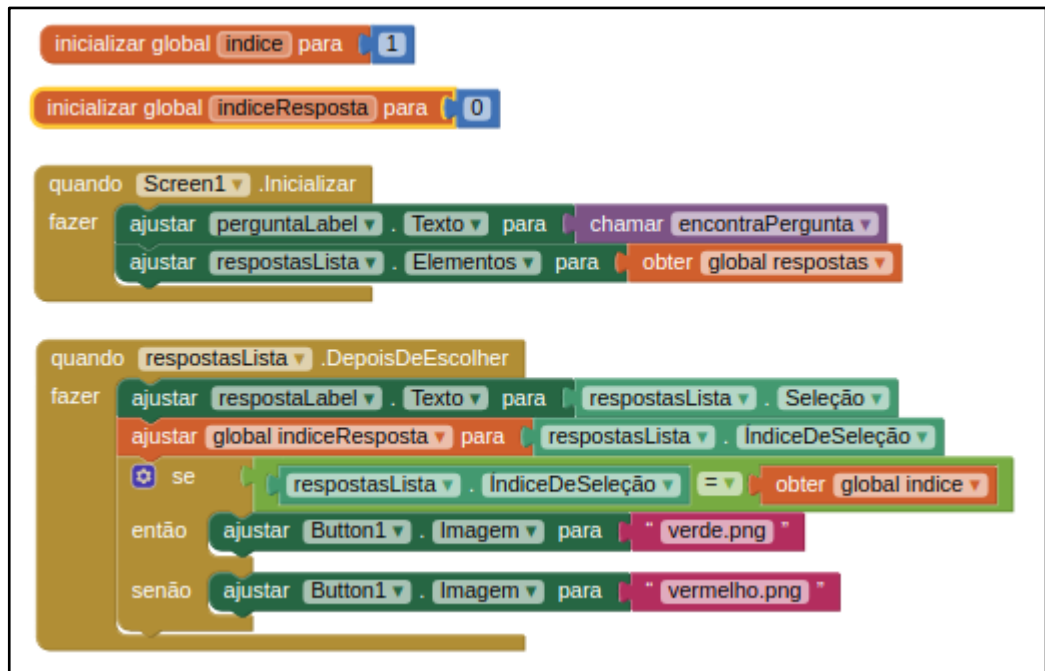 inicializar global indice para 1
inicializar global indiceResposta para 0
quando Screen1 .Inicializar
fazer ajustar perguntaLabel . Texto para chamar encontraPergunta
ajustar respostasLista . Elementos para obter global respostas
quando respostasLista .DepoisDeEscolher
fazer ajustar respostaLabel . Texto para respostasLista . Seleção
ajustar global indiceResposta para respostasLista . ÍndiceDeSeleção
se respostasLista . ÍndiceDeSeleção = obter global indice
então ajustar Button1 . Imagem para " verde.png "
senão ajustar Button1 . Imagem para " vermelho.png "